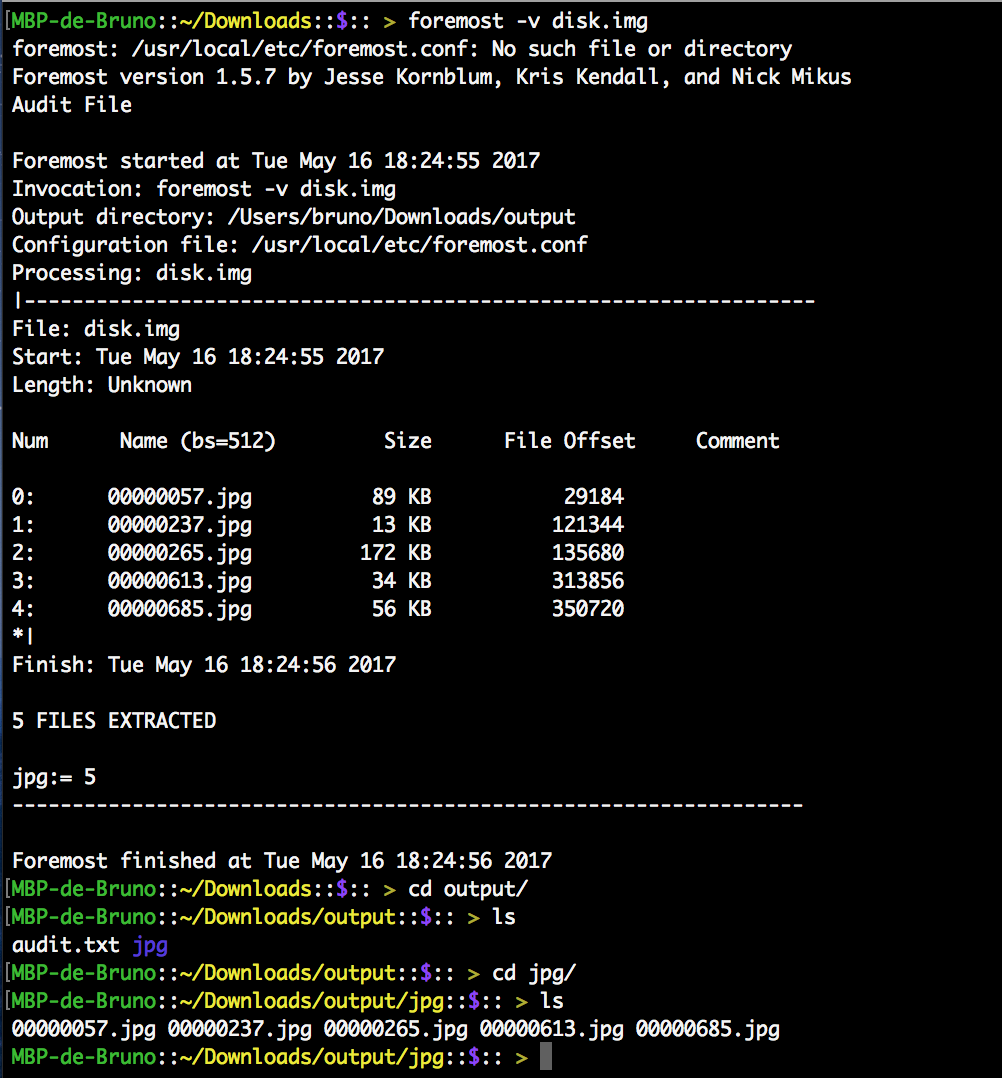 [MBP-de-Bruno::~/Downloads::$:: > foremost -v disk.img
foremost: /usr/local/etc/foremost.conf: No such file or directory
Foremost version 1.5.7 by Jesse Kornblum, Kris Kendall, and Nick Mikus
Audit File
Foremost started at Tue May 16 18:24:55 2017
Invocation: foremost -v disk.img
Output directory: /Users/bruno/Downloads/output
Configuration file: /usr/local/etc/foremost.conf
Processing: disk.img
|------------------------------------------------------------------
File: disk.img
Start: Tue May 16 18:24:55 2017
Length: Unknown
Num      Name (bs=512)         Size      File Offset     Comment
0:      00000057.jpg          89 KB           29184
1:      00000237.jpg          13 KB          121344
2:      00000265.jpg         172 KB          135680
3:      00000613.jpg          34 KB          313856
4:      00000685.jpg          56 KB          350720
*|
Finish: Tue May 16 18:24:56 2017
5 FILES EXTRACTED
jpg:= 5
------------------------------------------------------------------
Foremost finished at Tue May 16 18:24:56 2017
[MBP-de-Bruno::~/Downloads::$:: > cd output/
[MBP-de-Bruno::~/Downloads/output::$:: > ls
audit.txt jpg
[MBP-de-Bruno::~/Downloads/output::$:: > cd jpg/
[MBP-de-Bruno::~/Downloads/output/jpg::$:: > ls
00000057.jpg 00000237.jpg 00000265.jpg 00000613.jpg 00000685.jpg
MBP-de-Bruno::~/Downloads/output/jpg::$:: >